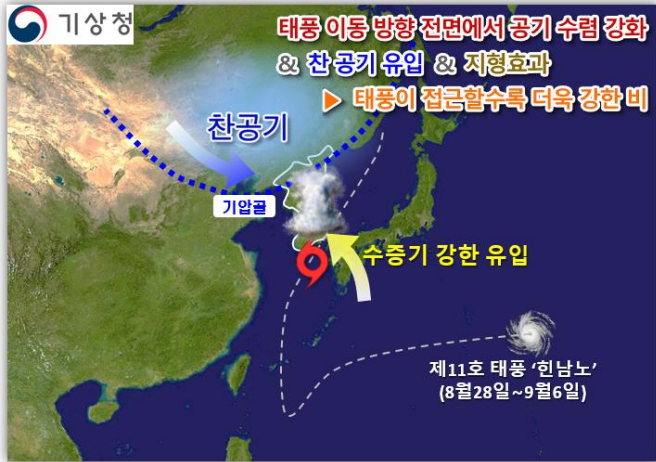 기상청
태풍 이동 방향 전면에서 공기 수렴 강화
& 찬 공기 유입 & 지형효과
▶ 태풍이 접근할수록 더욱 강한 비
찬공기
기압골
수증기 강한 유입
제11호 태풍 ‘힌남노’
(8월28일~9월6일)